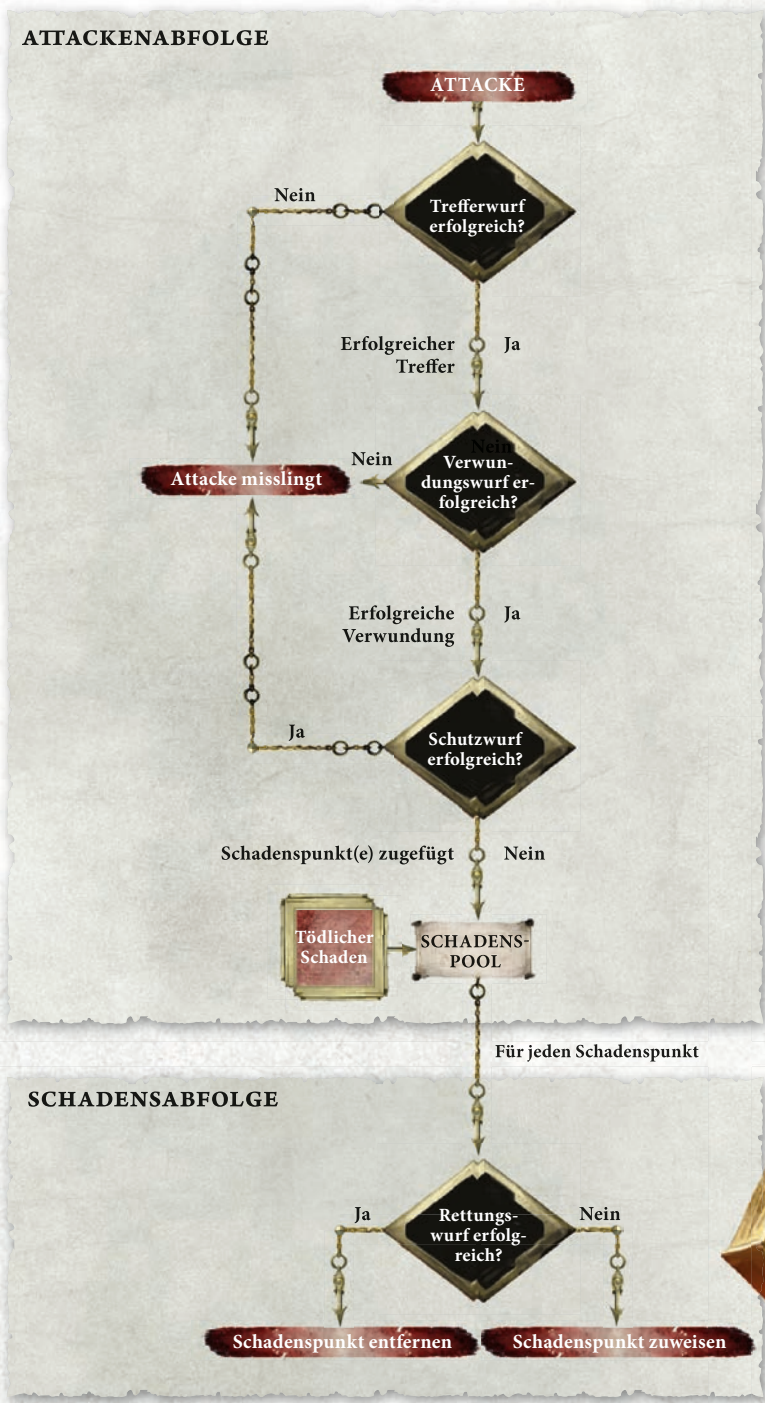 ATTACKENABFOLGE
ATTACKE
Nein
Trefferwurf
erfolgreich?
Erfolgreicher
Treffer
Ja
Nein
Nein
Verwun-
dungswurf er-
folgreich?
Attacke misslingt
Erfolgreiche
Verwundung
Ja
Ja
Schutzwurf
erfolgreich?
Schadenspunkt(e) zugefügt
Nein
Tödlicher
Schaden
SCHADENS-
POOL
Für jeden Schadenspunkt
SCHADENSABFOLGE
Ja
Rettungs-
wurf erfolg-
reich?
Nein
Schadenspunkt entfernen
Schadenspunkt zuweisen